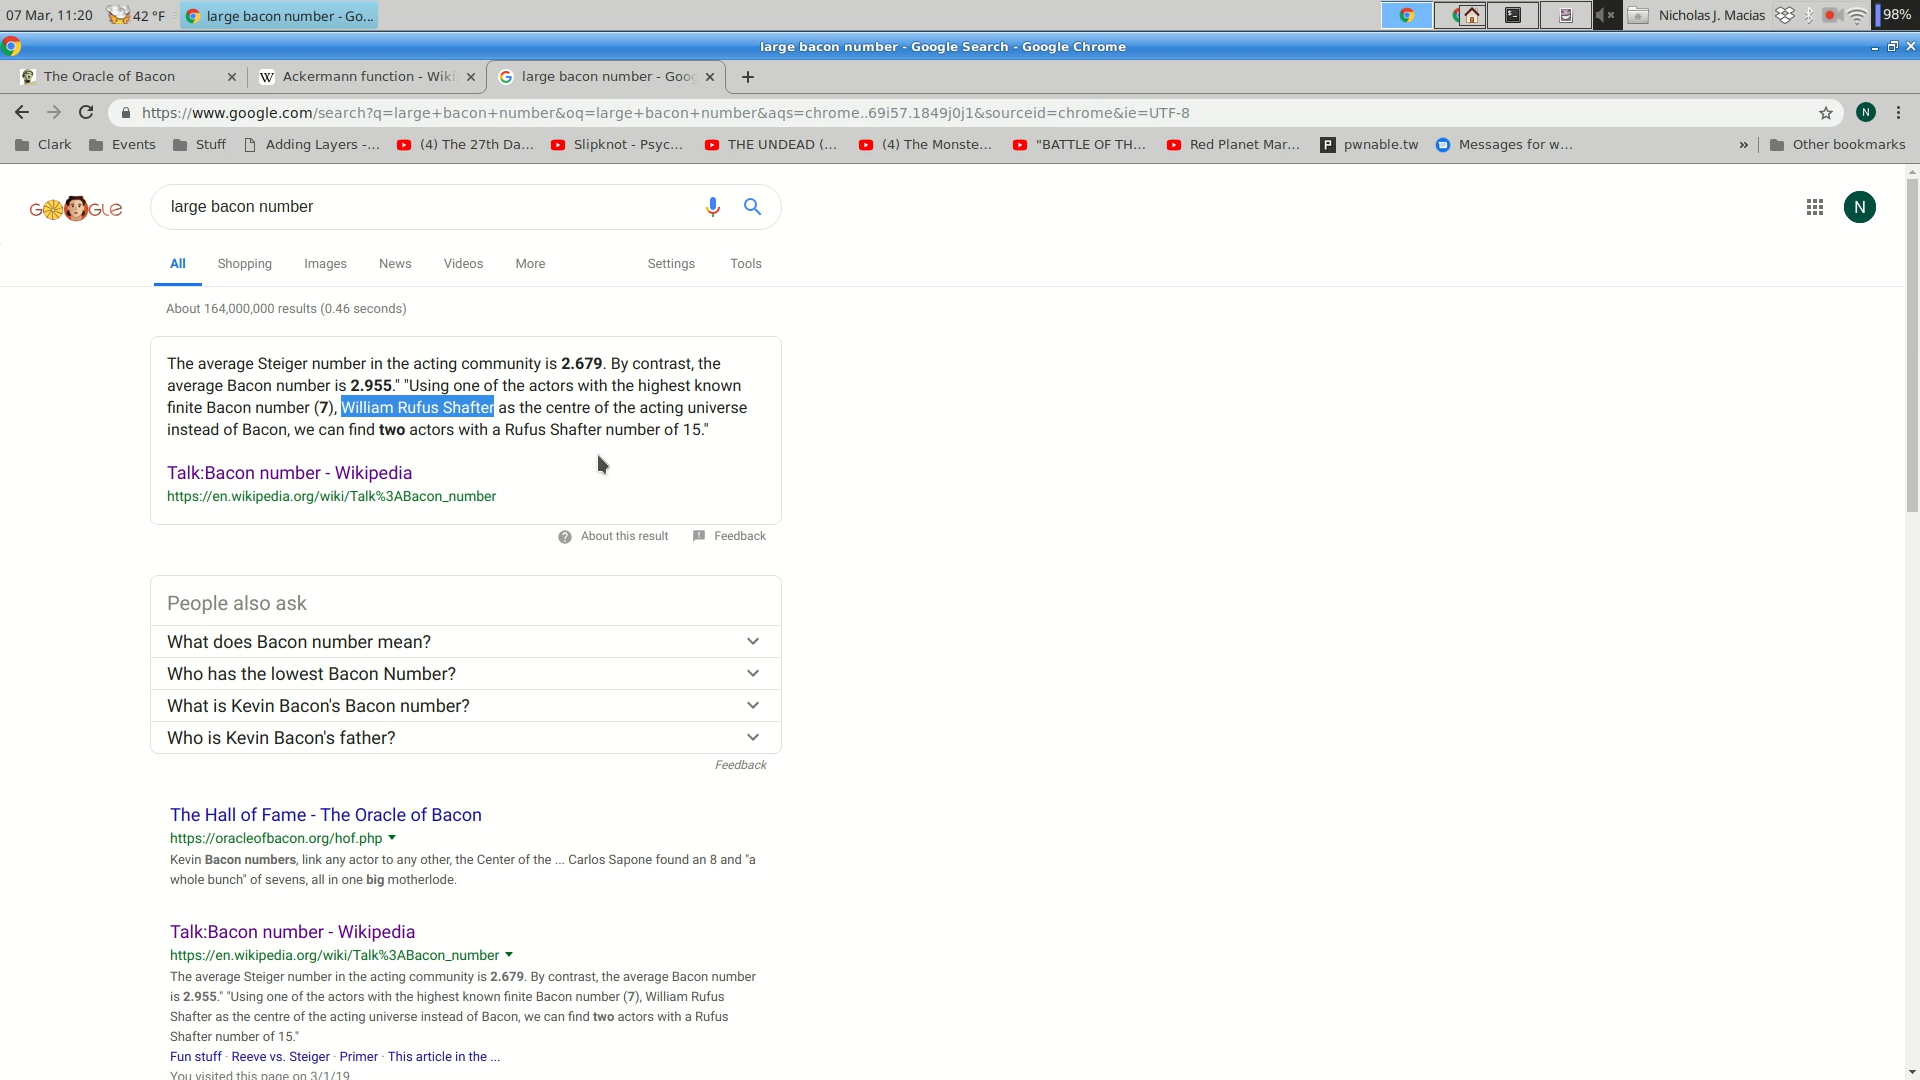 07 Mar, 11:20 42 °F large bacon number - Go... Nicholas J. Macias 98%
large bacon number - Google Search - Google Chrome
The Oracle of Bacon Ackermann function - Wiki large bacon number - Goo
https://www.google.com/search?q=large+bacon+number&oq=large+bacon+number&aqs=chrome..69i57.1849j0j1&sourceid=chrome&ie=UTF-8 N
Clark Events Stuff Adding Layers -... (4) The 27th Da... Slipknot - Psyc... THE UNDEAD (... (4) The Monste... "BATTLE OF TH... Red Planet Mar... P pwnable.tw Messages for w... » Other bookmarks
large bacon number N
All Shopping Images News Videos More Settings Tools
About 164,000,000 results (0.46 seconds)
The average Steiger number in the acting community is 2.679. By contrast, the
average Bacon number is 2.955." "Using one of the actors with the highest known
finite Bacon number (7), William Rufus Shafter as the centre of the acting universe
instead of Bacon, we can find two actors with a Rufus Shafter number of 15."
Talk:Bacon number - Wikipedia
https://en.wikipedia.org/wiki/Talk%3ABacon_number
About this result Feedback
People also ask
What does Bacon number mean?
Who has the lowest Bacon Number?
What is Kevin Bacon's Bacon number?
Who is Kevin Bacon's father?
Feedback
The Hall of Fame - The Oracle of Bacon
https://oracleofbacon.org/hof.php
Kevin Bacon numbers, link any actor to any other, the Center of the ... Carlos Sapone found an 8 and "a
whole bunch" of sevens, all in one big motherlode.
Talk:Bacon number - Wikipedia
https://en.wikipedia.org/wiki/Talk%3ABacon_number
The average Steiger number in the acting community is 2.679. By contrast, the average Bacon number
is 2.955." "Using one of the actors with the highest known finite Bacon number (7), William Rufus
Shafter as the centre of the acting universe instead of Bacon, we can find two actors with a Rufus
Shafter number of 15."
Fun stuff · Reeve vs. Steiger · Primer · This article in the ...
You visited this page on 3/1/19.